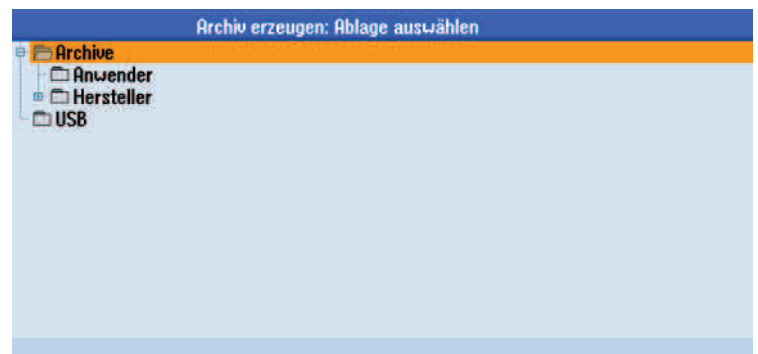 Archiv erzeugen: Ablage auswählen
Archive
Anwender
Hersteller
USB